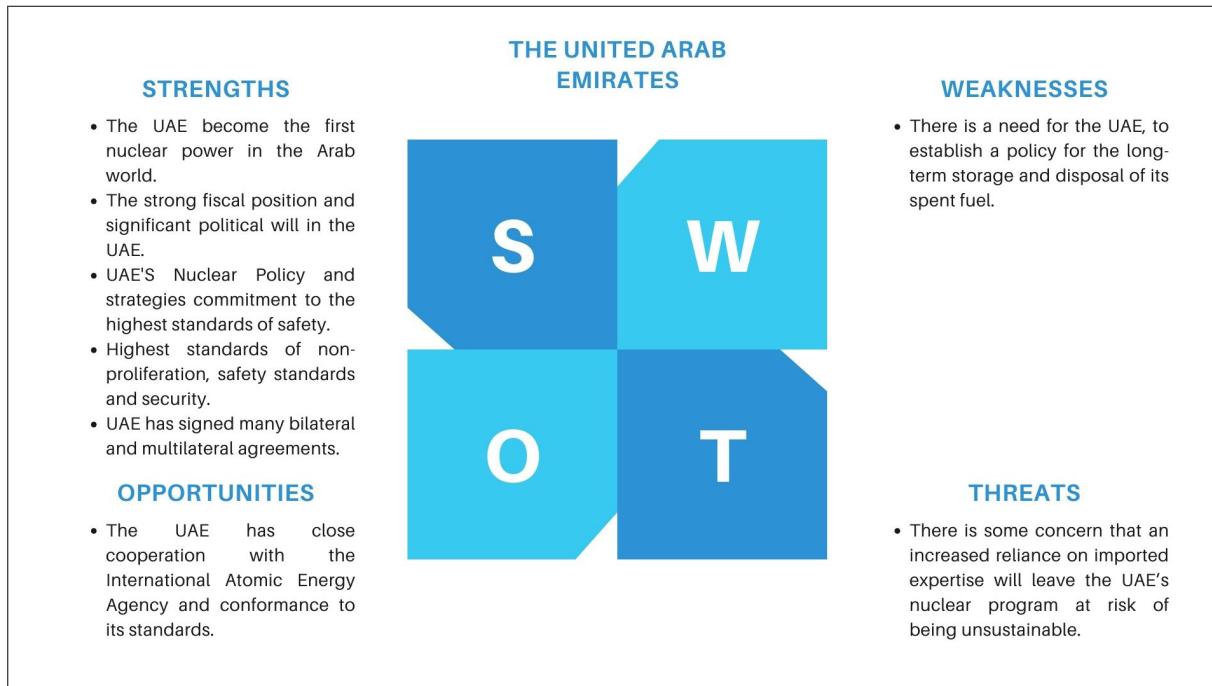 THE UNITED ARAB
EMIRATES
STRENGTHS
• The UAE become the first
nuclear power in the Arab
world.
• The strong fiscal position and
significant political will in the
UAE.
• UAE'S Nuclear Policy and
strategies commitment to the
highest standards of safety.
• Highest standards of non-
proliferation, safety standards
and security.
• UAE has signed many bilateral
and multilateral agreements.
WEAKNESSES
• There is a need for the UAE, to
establish a policy for the long-
term storage and disposal of its
spent fuel.
S
W
O
T
OPPORTUNITIES
• The UAE has close
cooperation with the
International Atomic Energy
Agency and conformance to
its standards.
THREATS
• There is some concern that an
increased reliance on imported
expertise will leave the UAE’s
nuclear program at risk of
being unsustainable.